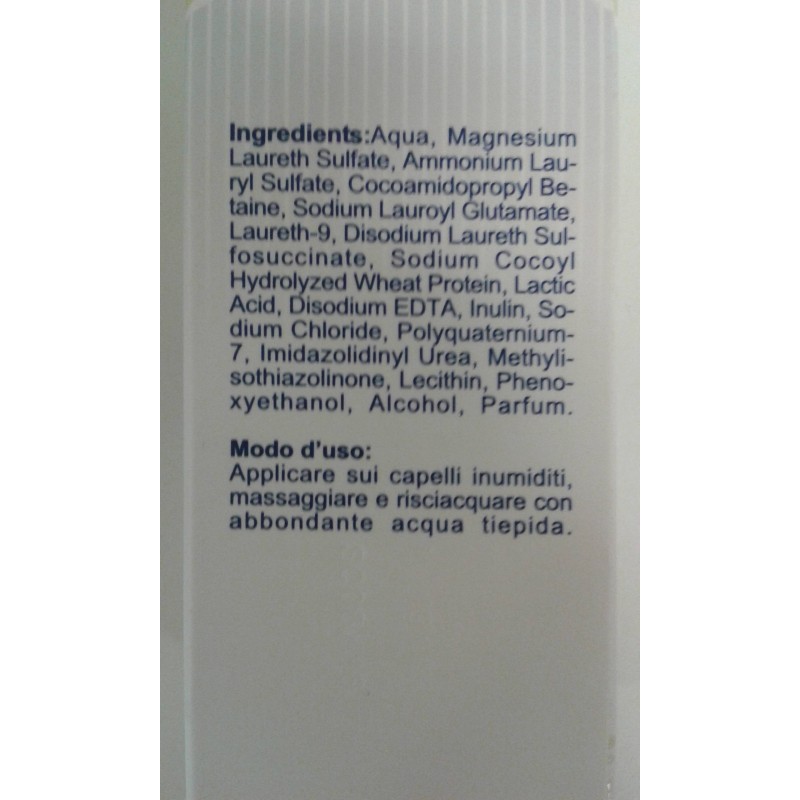 Ingredients:Aqua, Magnesium
Laureth Sulfate, Ammonium Lau-
ryl Sulfate, Cocoamidopropyl Be-
taine, Sodium Lauroyl Glutamate,
Laureth-9, Disodium Laureth Sul-
fosuccinate, Sodium Cocoyl
Hydrolyzed Wheat Protein, Lactic
Acid, Disodium EDTA, Inulin, So-
dium Chloride, Polyquaternium-
7, Imidazolidinyl Urea, Methyli-
sothiazolinone, Lecithin, Pheno-
xyethanol, Alcohol, Parfum.
Modo d'uso:
Applicare sui capelli inumiditi,
massaggiare e risciacquare con
abbondante acqua tiepida.